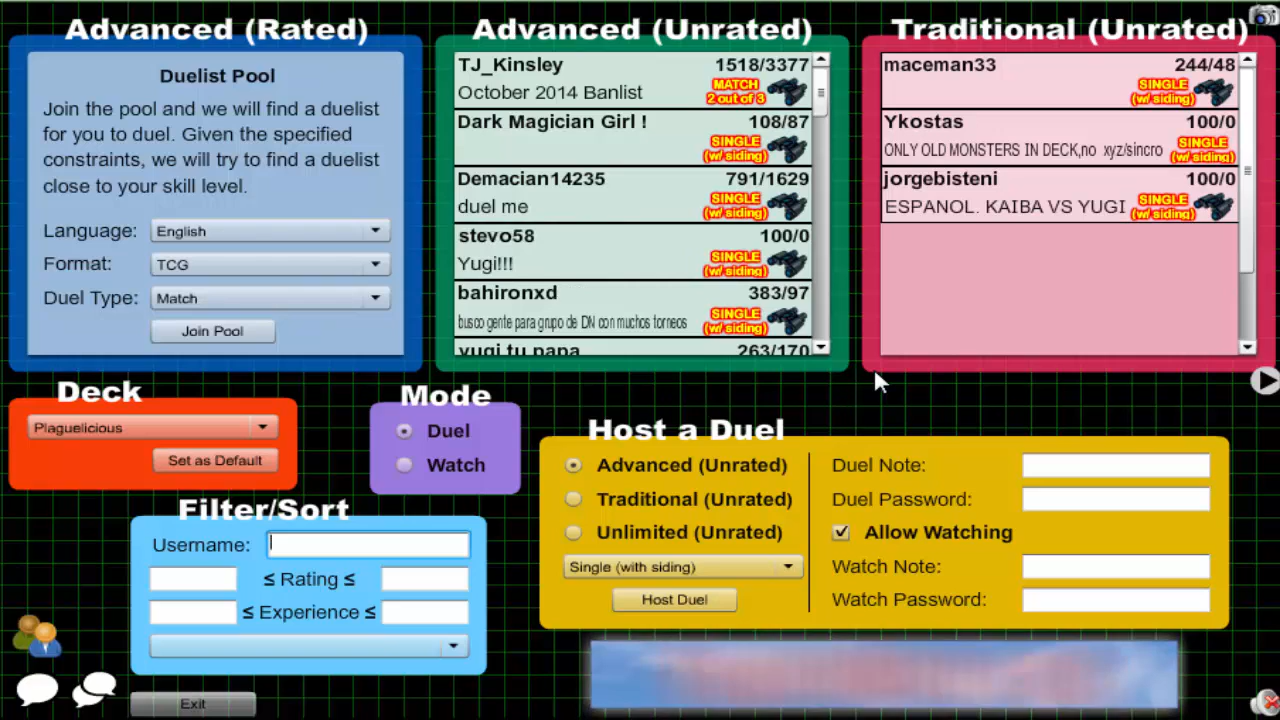 Advanced (Rated)
Duelist Pool
Join the pool and we will find a duelist
for you to duel. Given the specified
constraints, we will try to find a duelist
close to your skill level.
Language: English
Format: TCG
Duel Type: Match
Join Pool
Advanced (Unrated)
TJ_Kinsley 1518/3377
October 2014 Banlist MATCH
2 out of 3
Dark Magician Girl ! 108/87
SINGLE
(w/ siding)
Demacian14235 791/1629
duel me SINGLE
(w/ siding)
stevo58 100/0
Yugi!!! SINGLE
(w/ siding)
bahironxd 383/97
busco gente para grupo de DN con muchos torneos SINGLE
(w/ siding)
yugi tu papa 263/170
Traditional (Unrated)
maceman33 244/48
SINGLE
(w/ siding)
Ykostas 100/0
ONLY OLD MONSTERS IN DECK,no xyz/sincro SINGLE
(w/ siding)
jorgebisteni 100/0
ESPANOL. KAIBA VS YUGI SINGLE
(w/ siding)
Deck
Plaguelicious
Set as Default
Mode
Duel
Watch
Filter/Sort
Username:
≤ Rating ≤
≤ Experience ≤
Exit
Host a Duel
Advanced (Unrated)
Traditional (Unrated)
Unlimited (Unrated)
Single (with siding)
Host Duel
Duel Note:
Duel Password:
Allow Watching
Watch Note:
Watch Password: